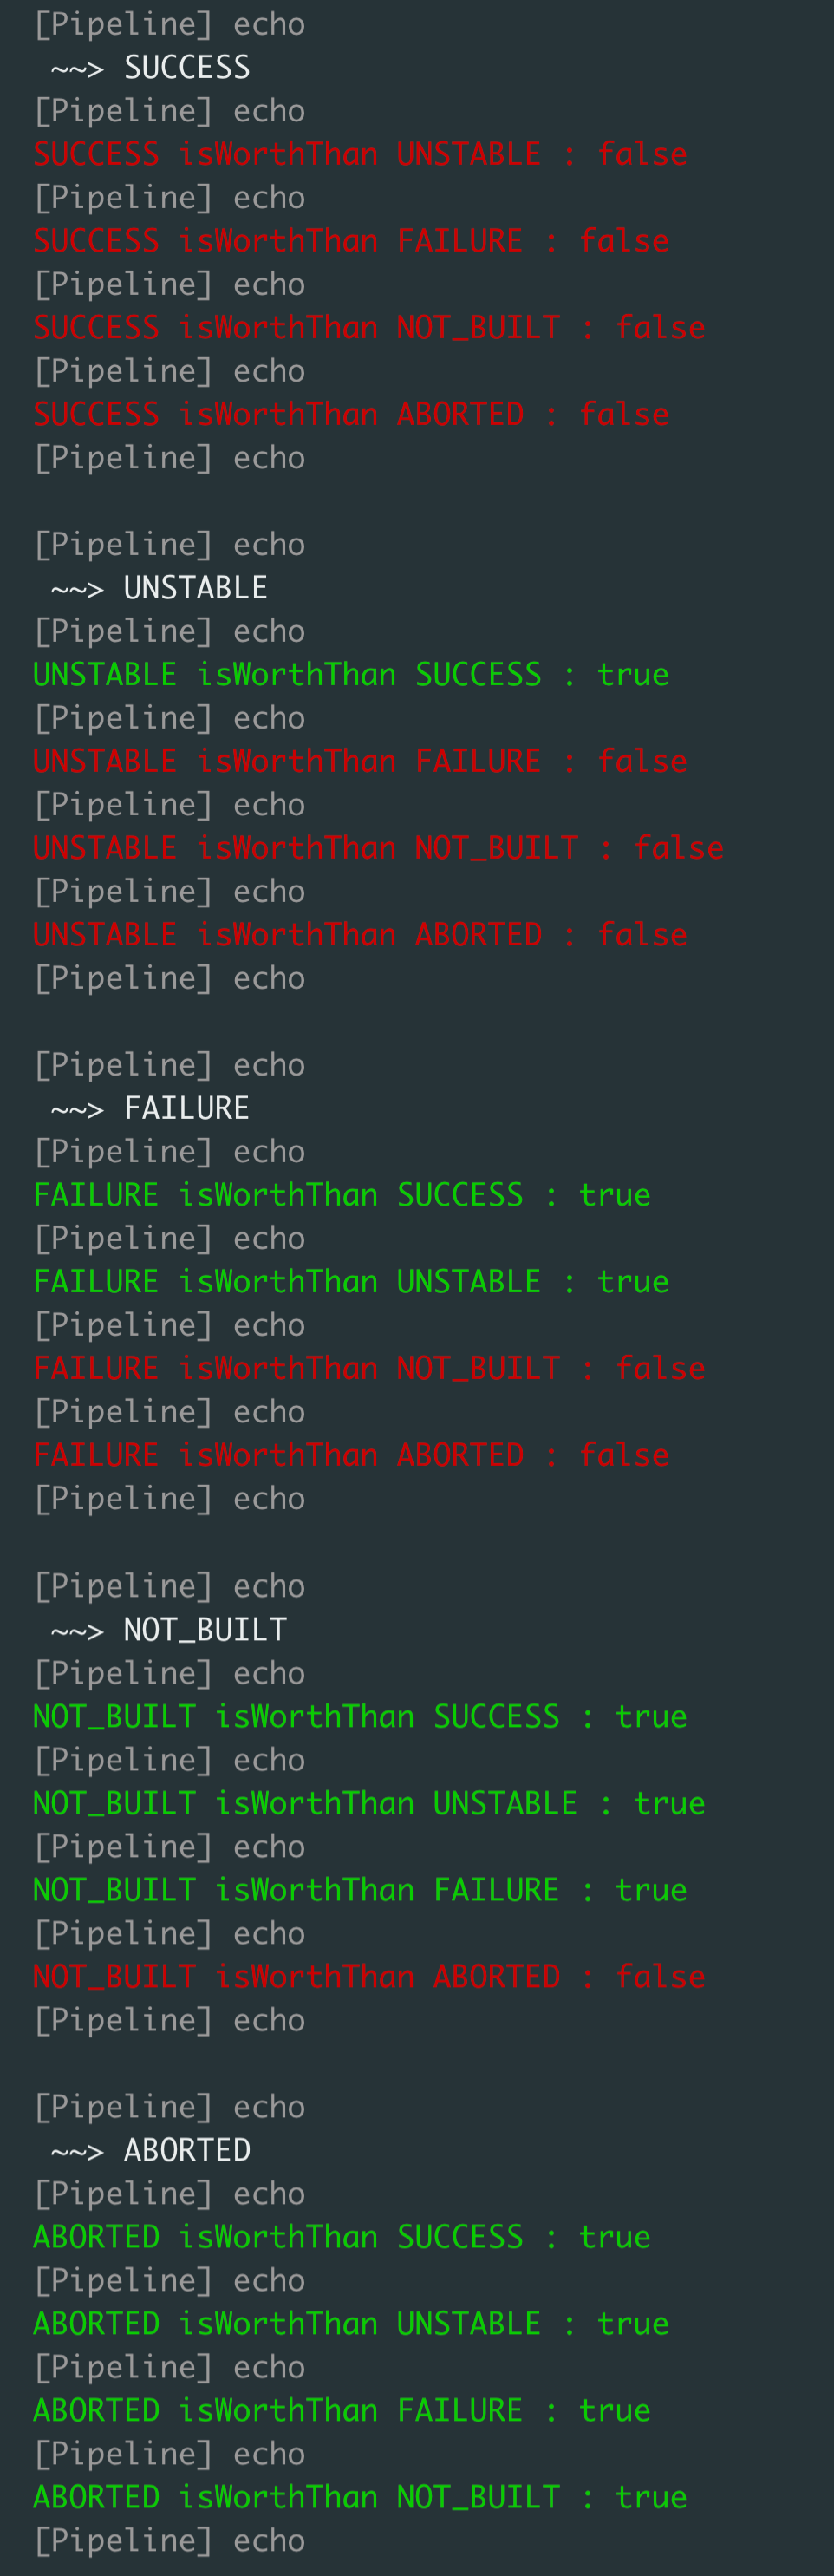 [Pipeline] echo
~~> SUCCESS
[Pipeline] echo
SUCCESS isWorthThan UNSTABLE : false
[Pipeline] echo
SUCCESS isWorthThan FAILURE : false
[Pipeline] echo
SUCCESS isWorthThan NOT_BUILT : false
[Pipeline] echo
SUCCESS isWorthThan ABORTED : false
[Pipeline] echo
[Pipeline] echo
~~> UNSTABLE
[Pipeline] echo
UNSTABLE isWorthThan SUCCESS : true
[Pipeline] echo
UNSTABLE isWorthThan FAILURE : false
[Pipeline] echo
UNSTABLE isWorthThan NOT_BUILT : false
[Pipeline] echo
UNSTABLE isWorthThan ABORTED : false
[Pipeline] echo
[Pipeline] echo
~~> FAILURE
[Pipeline] echo
FAILURE isWorthThan SUCCESS : true
[Pipeline] echo
FAILURE isWorthThan UNSTABLE : true
[Pipeline] echo
FAILURE isWorthThan NOT_BUILT : false
[Pipeline] echo
FAILURE isWorthThan ABORTED : false
[Pipeline] echo
[Pipeline] echo
~~> NOT_BUILT
[Pipeline] echo
NOT_BUILT isWorthThan SUCCESS : true
[Pipeline] echo
NOT_BUILT isWorthThan UNSTABLE : true
[Pipeline] echo
NOT_BUILT isWorthThan FAILURE : true
[Pipeline] echo
NOT_BUILT isWorthThan ABORTED : false
[Pipeline] echo
[Pipeline] echo
~~> ABORTED
[Pipeline] echo
ABORTED isWorthThan SUCCESS : true
[Pipeline] echo
ABORTED isWorthThan UNSTABLE : true
[Pipeline] echo
ABORTED isWorthThan FAILURE : true
[Pipeline] echo
ABORTED isWorthThan NOT_BUILT : true
[Pipeline] echo